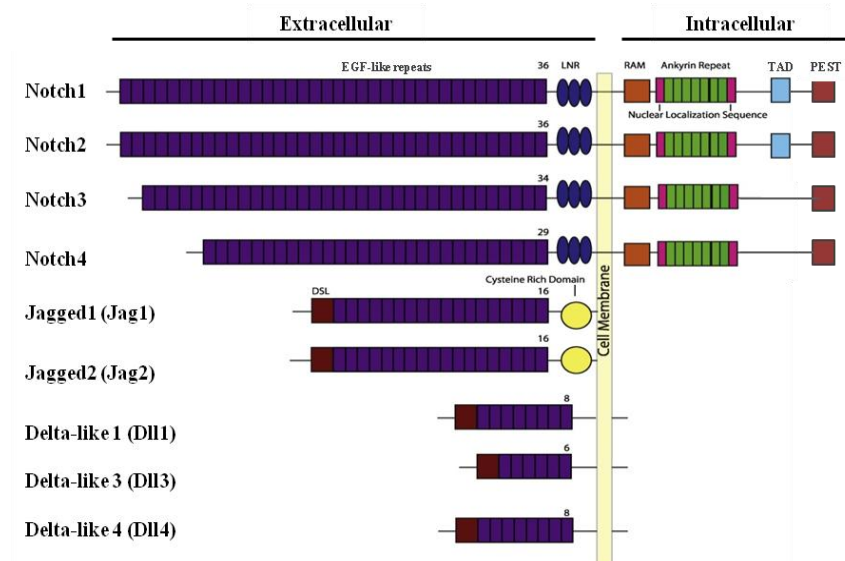 Extracellular Intracellular
EGF-like repeats 36 LNR RAM Ankyrin Repeat TAD PEST
Notch1
Nuclear Localization Sequence
36
Notch2
34
Notch3
29
Notch4
Cysteine Rich Domain
DSL 16
Jagged1 (Jag1)
Cell Membrane
16
Jagged2 (Jag2)
8
Delta-like 1 (Dll1)
6
Delta-like 3 (Dll3)
8
Delta-like 4 (Dll4)